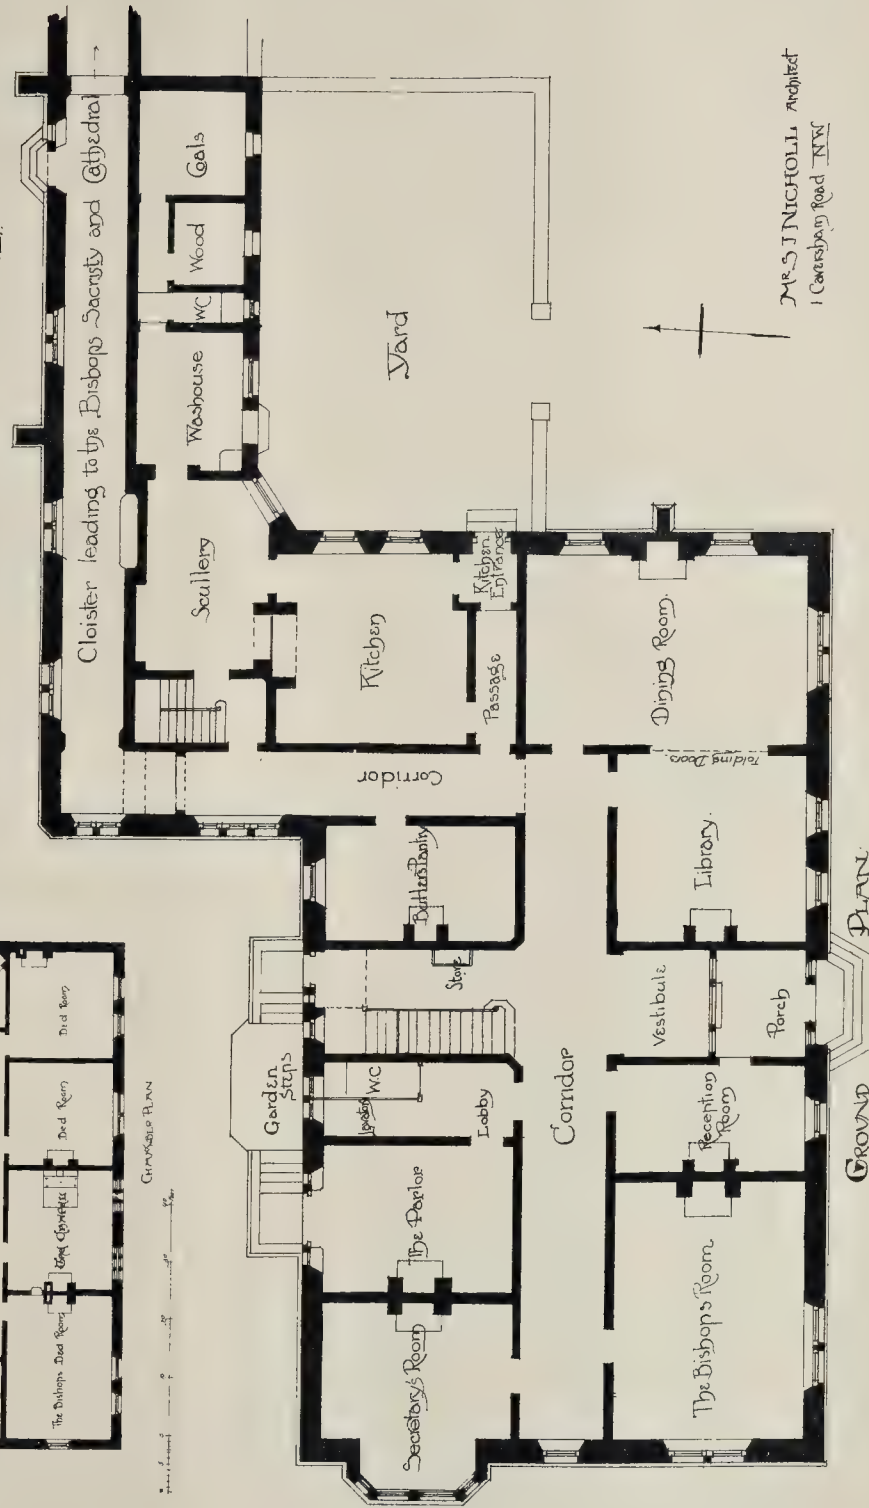 Cloister leading to the Bishops Sacristy and Cathedral
Coals
Wood
WC
Washouse
Scullery
Yard
Kitchen
Kitchen
Entrance
Passage
Corridor
Dining Room.
Folding Doors.
Library.
Butlers Pantry
Store
Vestibule
Porch
Garden
Steps
W.C
Lobby
Corridor
Reception
Room
The Parlor
Secretary's Room
The Bishops Room
GROUND PLAN.
The Bishops Bed Room
Bed Room
Bed Room
CHAMBER PLAN
MR S J NICHOLL Architect
1 Caversham Road NW